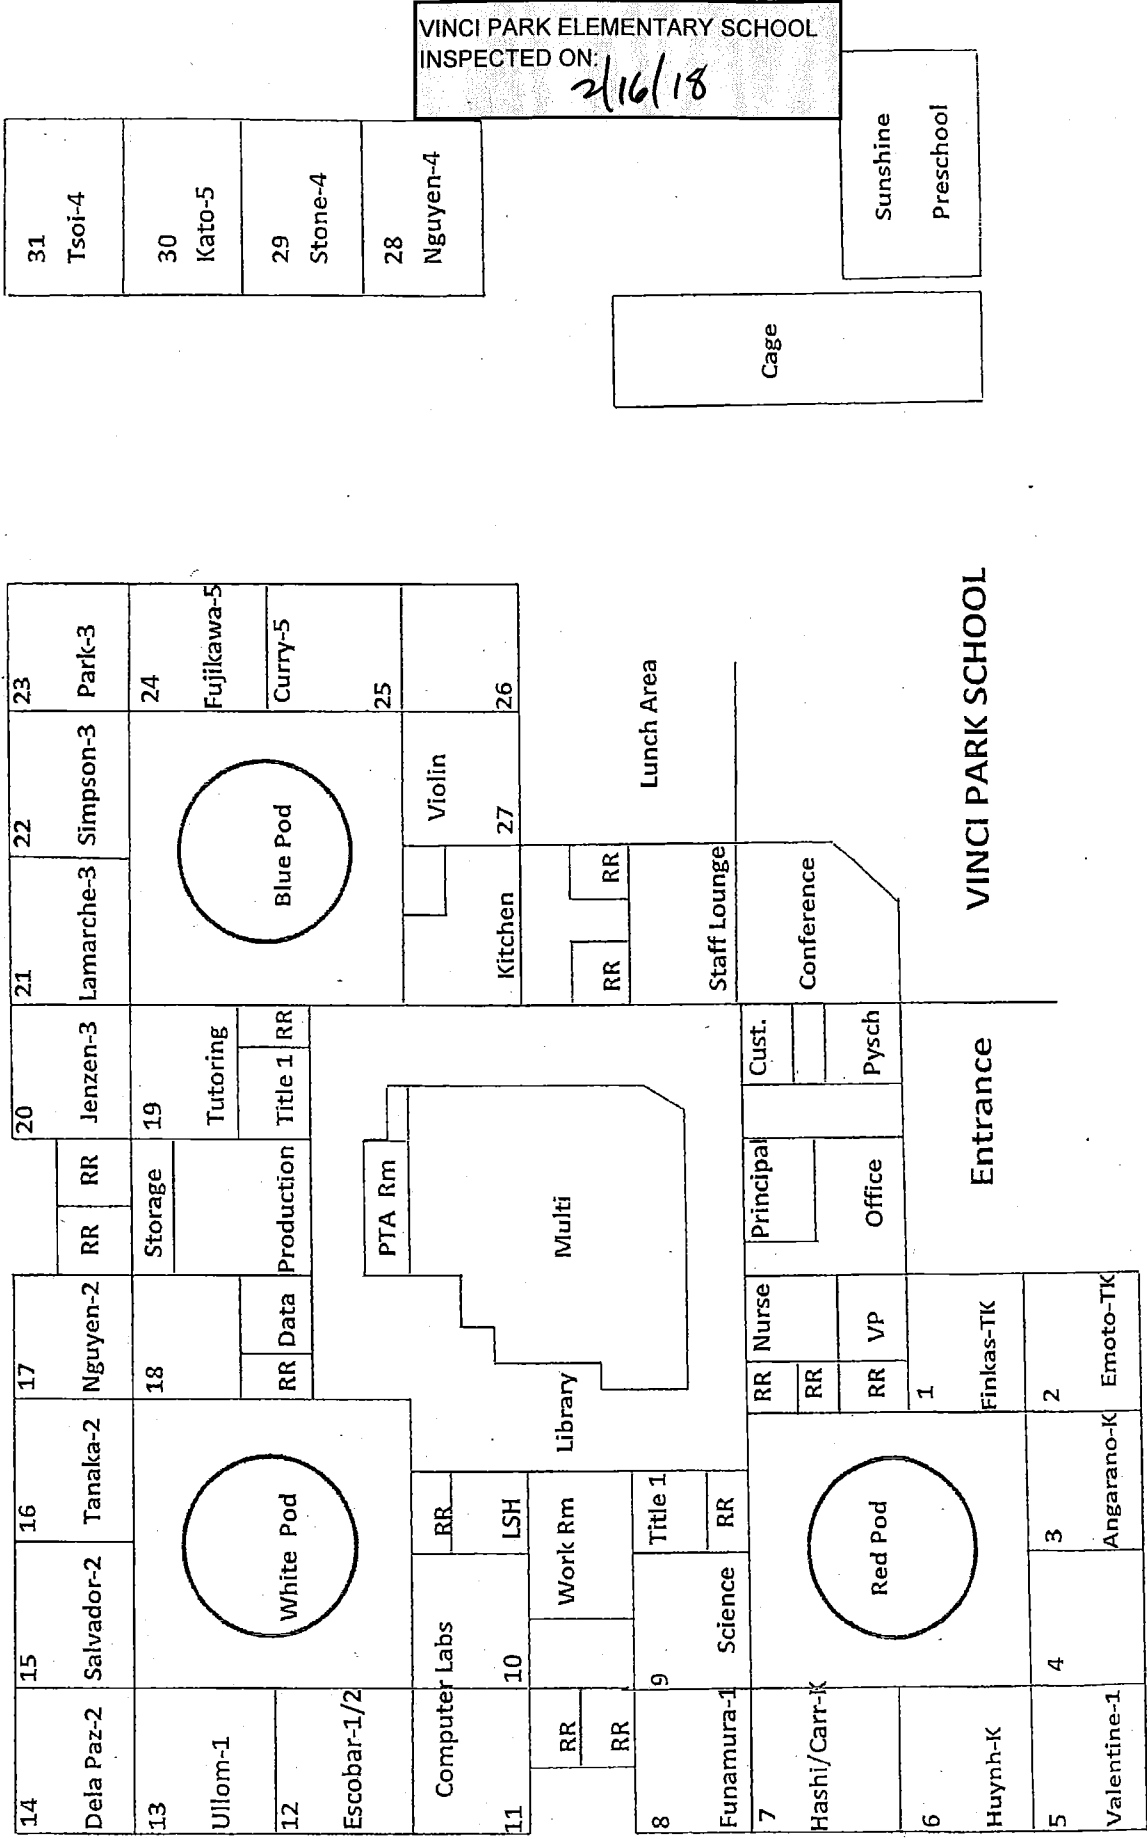 VINCI PARK ELEMENTARY SCHOOL
INSPECTED ON:
2/16/18
31
Tsoi-4
30
Kato-5
29
Stone-4
28
Nguyen-4
Sunshine
Preschool
Cage
23
Park-3
24
Fujikawa-5
Curry-5
25
26
22
Simpson-3
Blue Pod
Violin
27
Lunch Area
21
Lamarche-3
Kitchen
RR
RR
Staff Lounge
Conference
VINCI PARK SCHOOL
20
Jenzen-3
19
Tutoring
Title 1
RR
Cust.
Pysch
Entrance
RR
RR
Storage
Production
PTA Rm
Multi
Principal
Office
17
Nguyen-2
18
RR
Data
Library
Nurse
VP
RR
RR
RR
1
Finkas-TK
2
Emoto-TK
16
Tanaka-2
White Pod
RR
LSH
Work Rm
Title 1
RR
Red Pod
3
Angarano-K
15
Salvador-2
Computer Labs
10
9
Science
4
14
Dela Paz-2
13
Ullom-1
12
Escobar-1/2
11
RR
RR
8
Funamura-1
7
Hashi/Carr-K
6
Huynh-K
5
Valentine-1